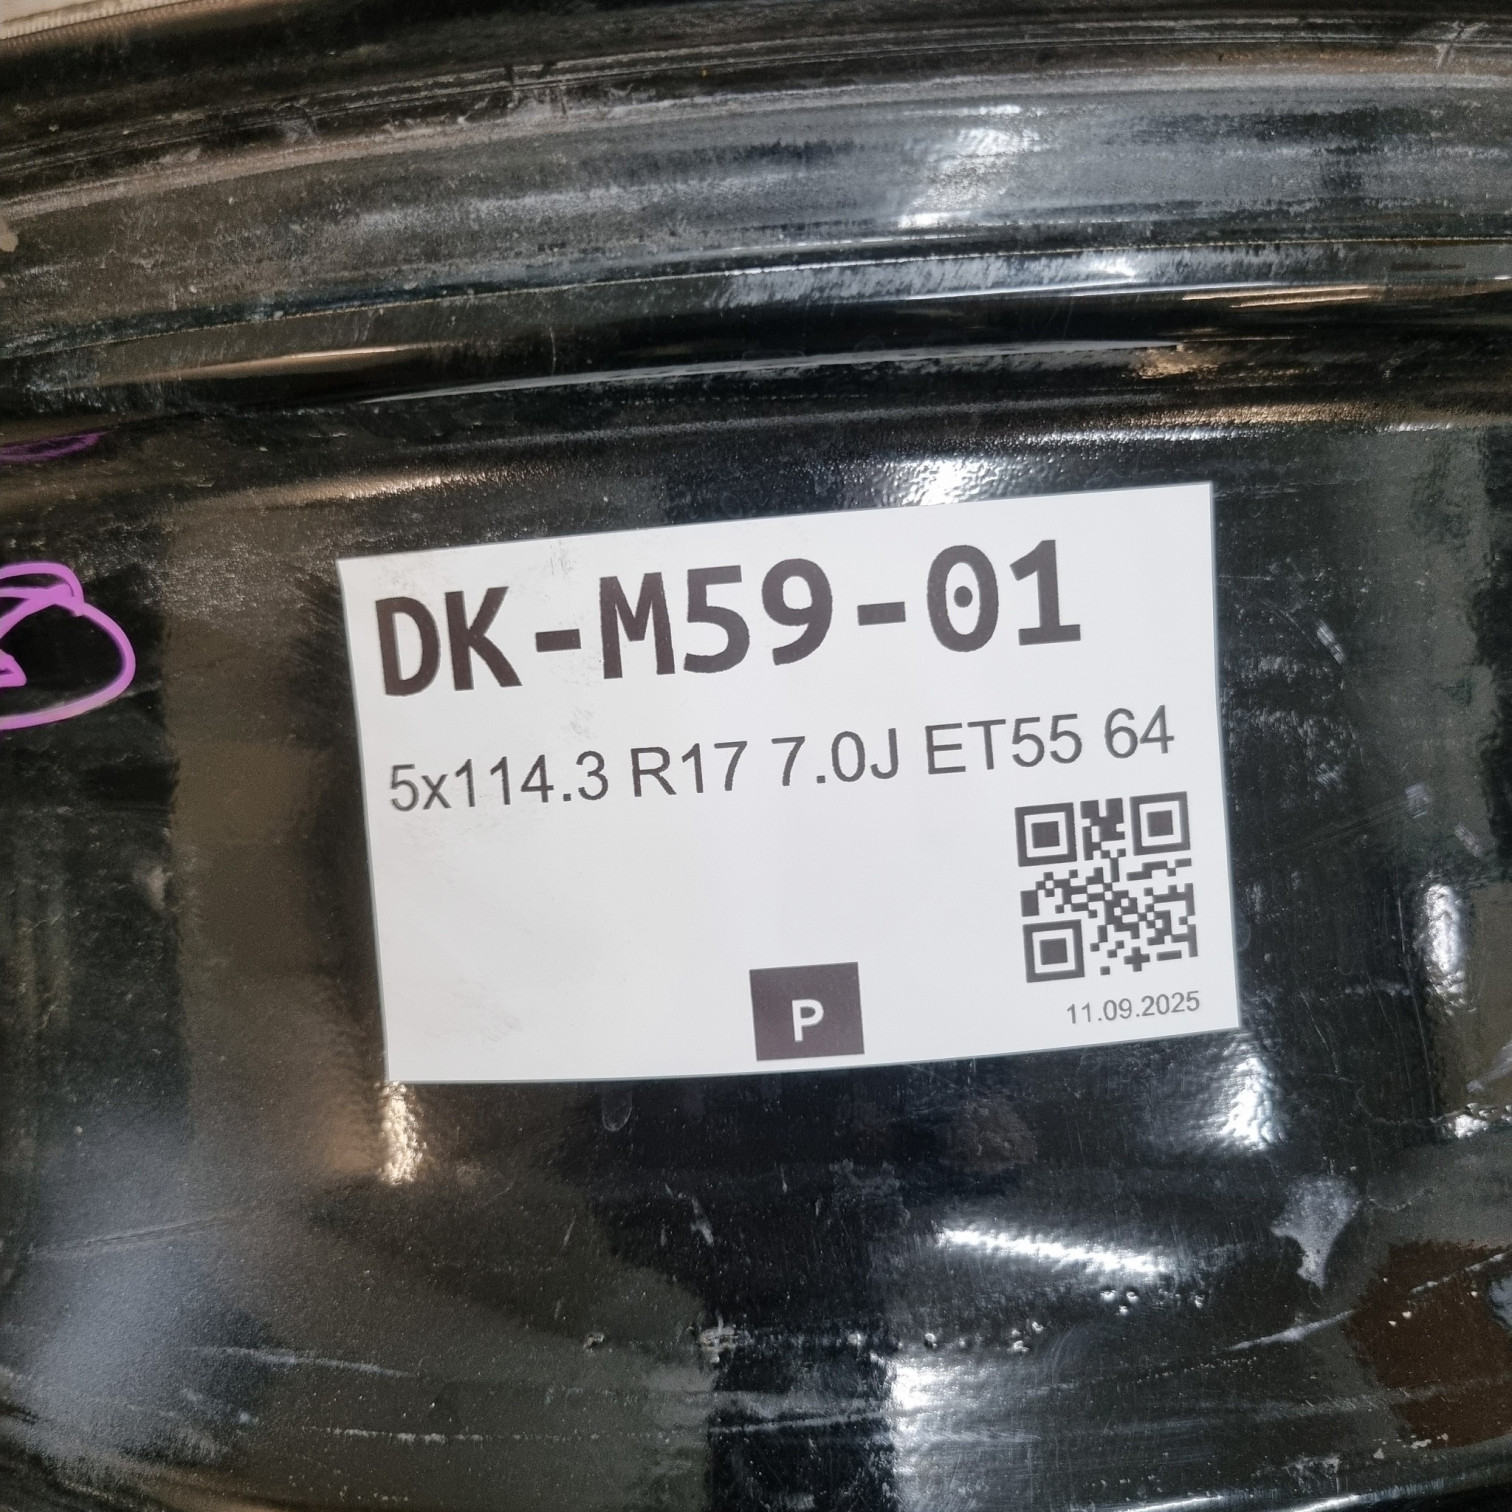 DK-M59-01
5x114.3 R17 7.0J ET55 64
P
11.09.2025